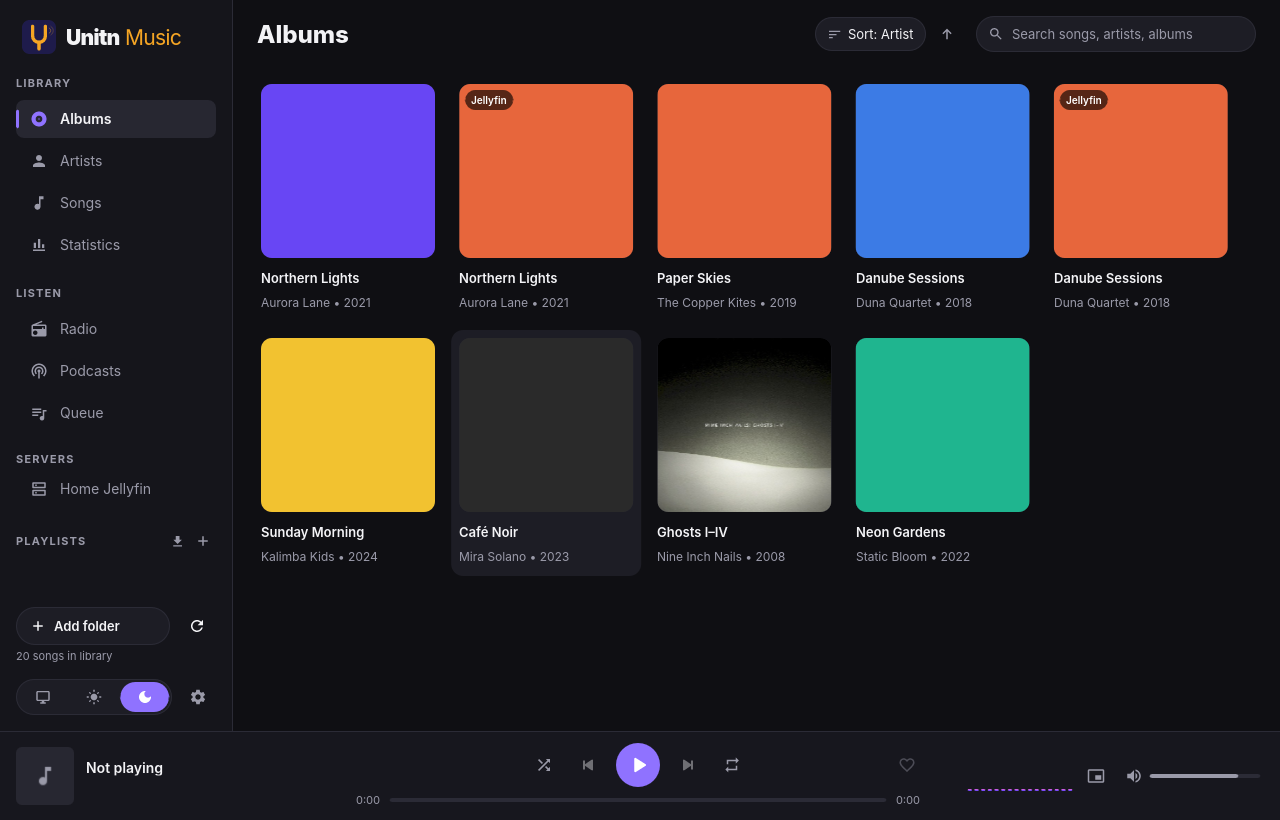 Unitn Music
LIBRARY
Albums
Artists
Songs
Statistics
LISTEN
Radio
Podcasts
Queue
SERVERS
Home Jellyfin
PLAYLISTS
Add folder
20 songs in library
Albums
Sort: Artist
Search songs, artists, albums
Northern Lights
Aurora Lane • 2021
Jellyfin
Northern Lights
Aurora Lane • 2021
Paper Skies
The Copper Kites • 2019
Danube Sessions
Duna Quartet • 2018
Jellyfin
Danube Sessions
Duna Quartet • 2018
Sunday Morning
Kalimba Kids • 2024
Café Noir
Mira Solano • 2023
Ghosts I–IV
Nine Inch Nails • 2008
Neon Gardens
Static Bloom • 2022
Not playing
0:00
0:00